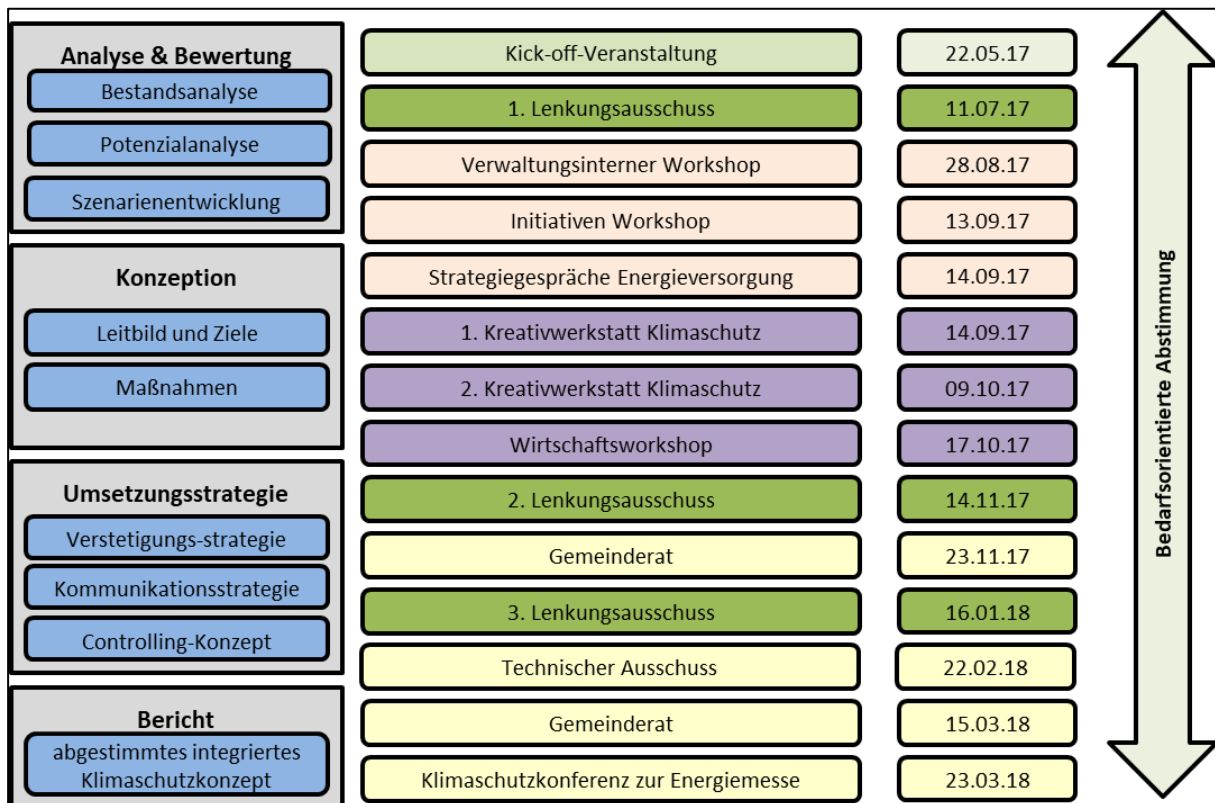 Analyse & Bewertung
Bestandsanalyse
Potenzialanalyse
Szenarienentwicklung
Konzeption
Leitbild und Ziele
Maßnahmen
Umsetzungsstrategie
Verstetigungs-strategie
Kommunikationsstrategie
Controlling-Konzept
Bericht
abgestimmtes integriertes
Klimaschutzkonzept
Kick-off-Veranstaltung 22.05.17
1. Lenkungsausschuss 11.07.17
Verwaltungsinterner Workshop 28.08.17
Initiativen Workshop 13.09.17
Strategiegespräche Energieversorgung 14.09.17
1. Kreativwerkstatt Klimaschutz 14.09.17
2. Kreativwerkstatt Klimaschutz 09.10.17
Wirtschaftsworkshop 17.10.17
2. Lenkungsausschuss 14.11.17
Gemeinderat 23.11.17
3. Lenkungsausschuss 16.01.18
Technischer Ausschuss 22.02.18
Gemeinderat 15.03.18
Klimaschutzkonferenz zur Energiemesse 23.03.18
Bedarfsorientierte Abstimmung